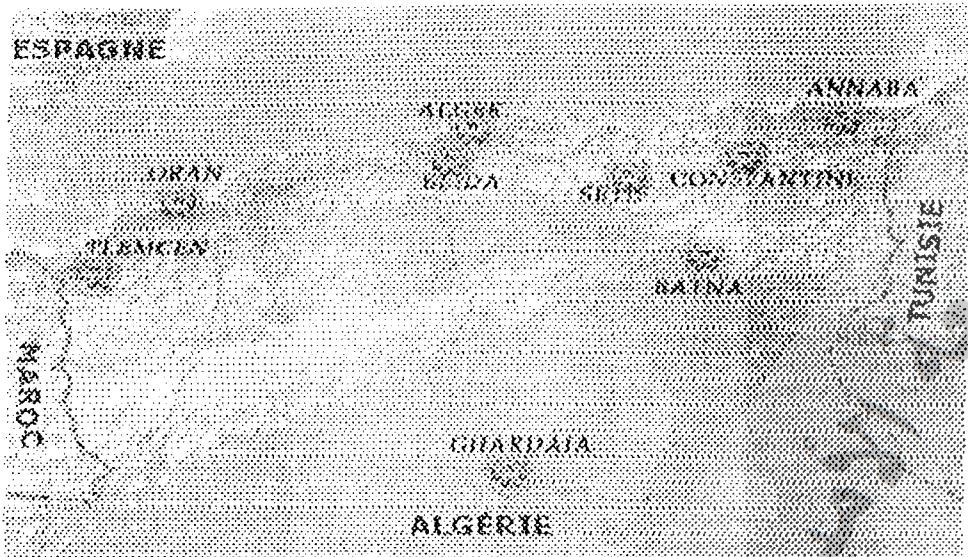 ESPAGNE
ANNABA
ALGER
ORAN
BLIDA
SETIF
CONSTANTINE
TLEMCEN
BATNA
TUNISIE
MAROC
GHARDAIA
ALGÉRIE